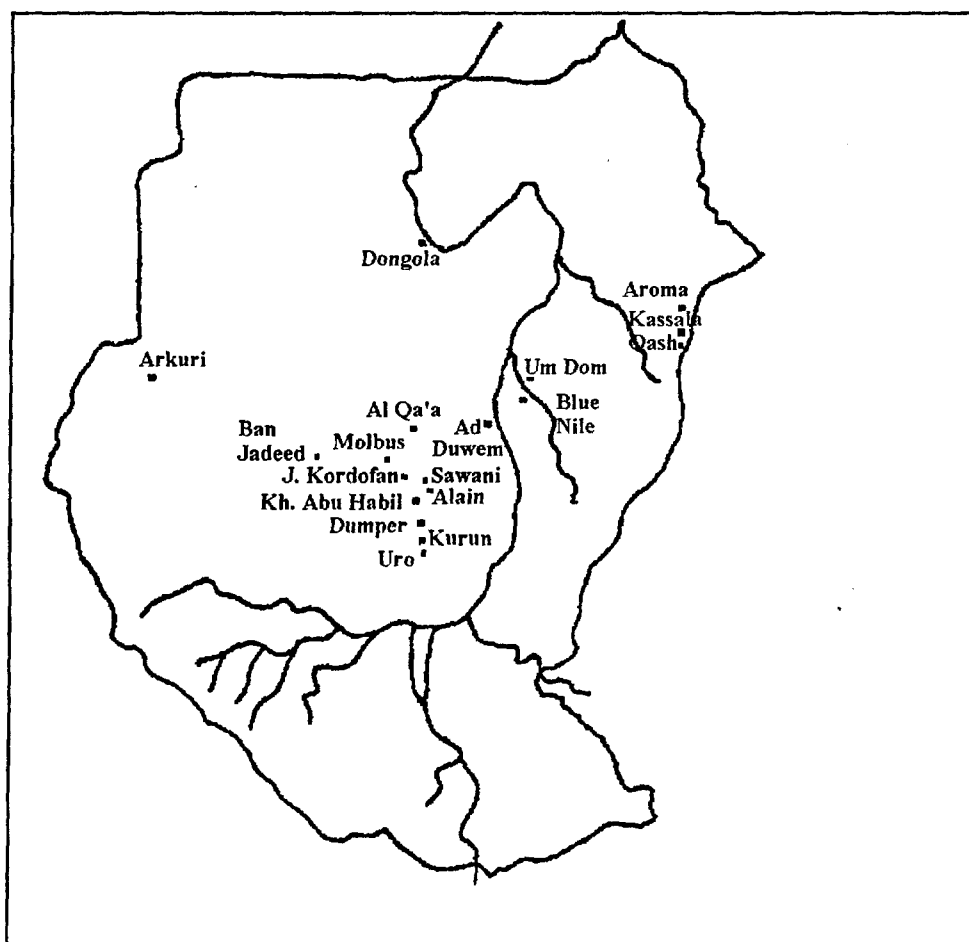 Dongola
Aroma
Kassala
Qash
Arkuri
Um Dom
Blue
Nile
Al Qa'a
Ad
Duwem
Ban
Jadeed
Molbus
J. Kordofan
Sawani
Alain
Kh. Abu Habil
Dumper
Kurun
Uro